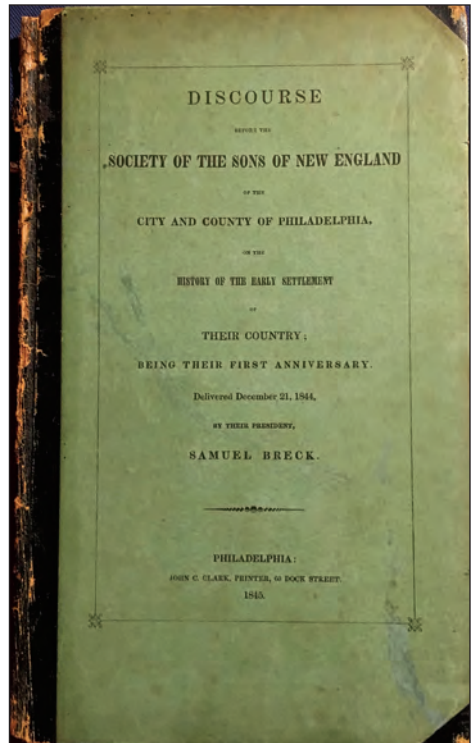 DISCOURSE
BEFORE THE
SOCIETY OF THE SONS OF NEW ENGLAND
OF THE
CITY AND COUNTY OF PHILADELPHIA,
ON THE
HISTORY OF THE EARLY SETTLEMENT
OF
THEIR COUNTRY;
BEING THEIR FIRST ANNIVERSARY.
Delivered December 21, 1844,
BY THEIR PRESIDENT,
SAMUEL BRECK.
PHILADELPHIA:
JOHN C. CLARK, PRINTER, 60 DOCK STREET.
1845.